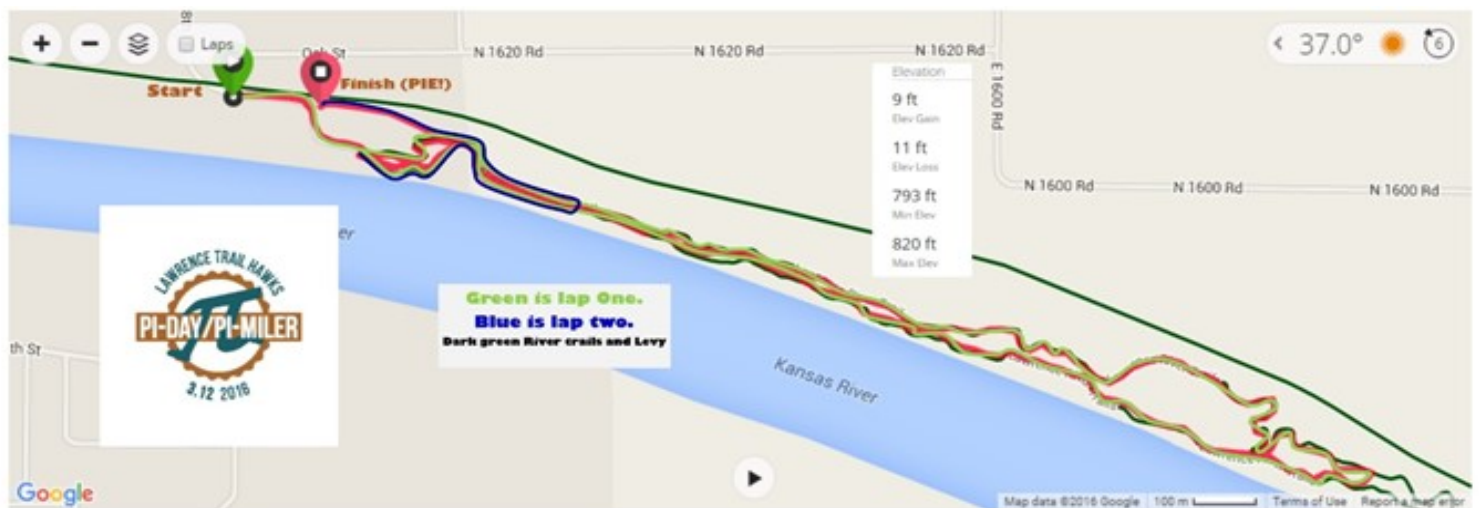 Laps
Oak St
N 1620 Rd
N 1620 Rd
N 1620 Rd
37.0°
6
Start
Finish (PIE!)
E 1600 Rd
Elevation
9 ft
Elev Gain
11 ft
Elev Loss
793 ft
Min Elev
820 ft
Max Elev
N 1600 Rd
N 1600 Rd
N 1600 Rd
LAWRENCE TRAIL HAWKS
PI-DAY/PI-MILER
3.12 2016
er
Green is lap One.
Blue is lap two.
Dark green River trails and Levy
th St
Kansas River
Google
Map data ©2016 Google
100 m
Terms of Use
Report a map error